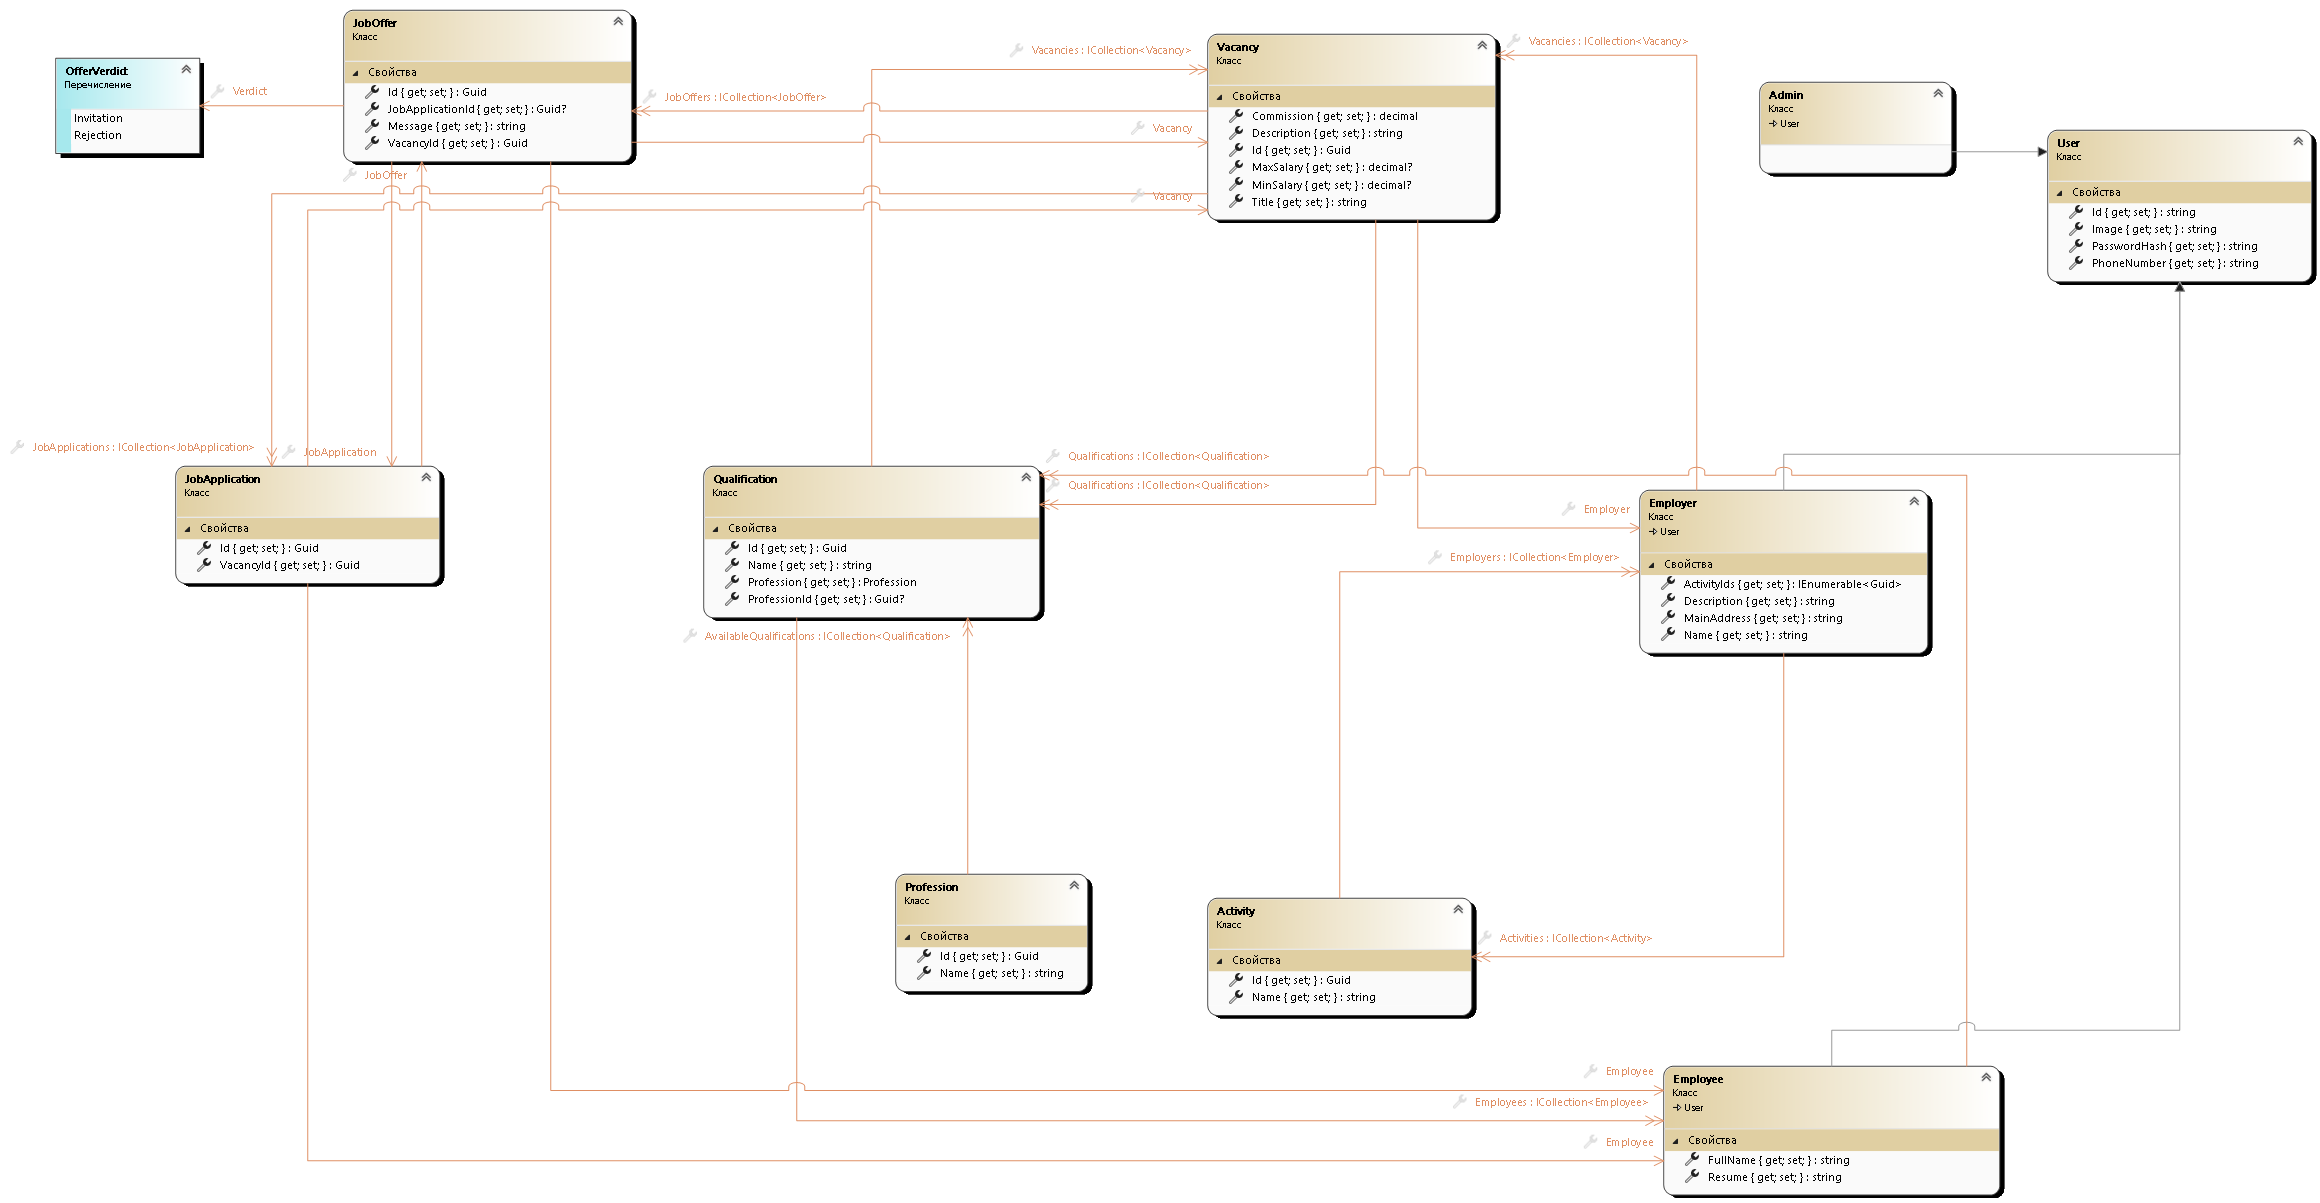 JobOffer
Класс
Свойства
Id { get; set; } : Guid
JobApplicationId { get; set; } : Guid?
Message { get; set; } : string
VacancyId { get; set; } : Guid
OfferVerdict
Перечисление
Invitation
Rejection
Verdict
JobOffer
Vacancies : ICollection<Vacancy>
JobOffers : ICollection<JobOffer>
Vacancy
Vacancy
Vacancy
Класс
Свойства
Commission { get; set; } : decimal
Description { get; set; } : string
Id { get; set; } : Guid
MaxSalary { get; set; } : decimal?
MinSalary { get; set; } : decimal?
Title { get; set; } : string
Vacancies : ICollection<Vacancy>
Admin
Класс
User
User
Класс
Свойства
Id { get; set; } : string
Image { get; set; } : string
PasswordHash { get; set; } : string
PhoneNumber { get; set; } : string
JobApplications : ICollection<JobApplication>
JobApplication
JobApplication
Класс
Свойства
Id { get; set; } : Guid
VacancyId { get; set; } : Guid
Qualification
Класс
Свойства
Id { get; set; } : Guid
Name { get; set; } : string
Profession { get; set; } : Profession
ProfessionId { get; set; } : Guid?
Qualifications : ICollection<Qualification>
Qualifications : ICollection<Qualification>
AvailableQualifications : ICollection<Qualification>
Employer
Employers : ICollection<Employer>
Employer
Класс
User
Свойства
ActivityIds { get; set; } : IEnumerable<Guid>
Description { get; set; } : string
MainAddress { get; set; } : string
Name { get; set; } : string
Profession
Класс
Свойства
Id { get; set; } : Guid
Name { get; set; } : string
Activity
Класс
Свойства
Id { get; set; } : Guid
Name { get; set; } : string
Activities : ICollection<Activity>
Employee
Employees : ICollection<Employee>
Employee
Employee
Класс
User
Свойства
FullName { get; set; } : string
Resume { get; set; } : string